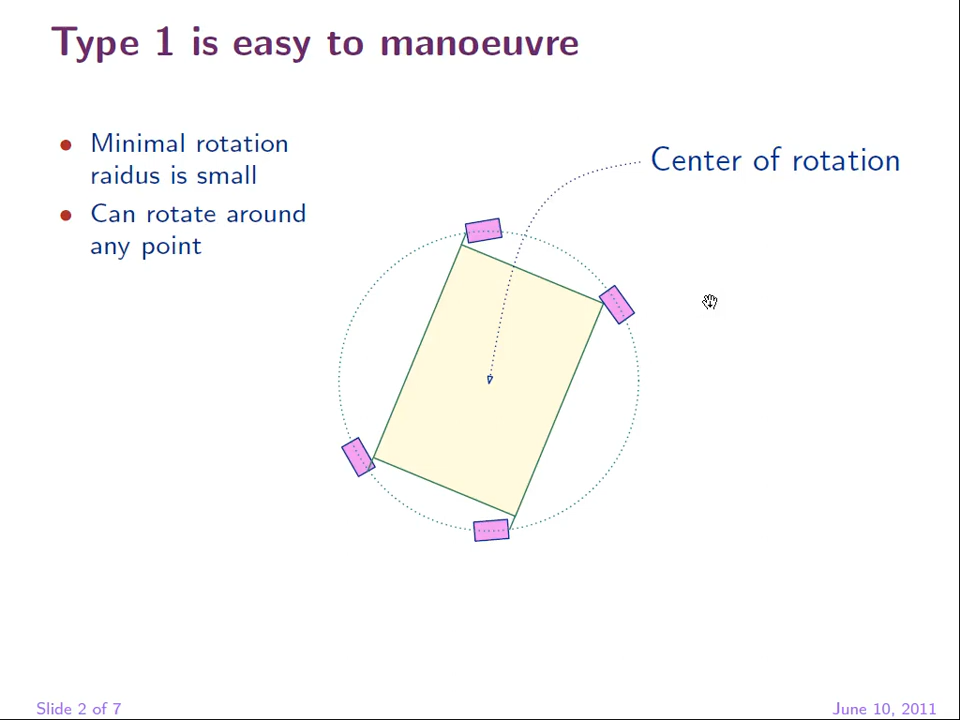 Type 1 is easy to manoeuvre
• Minimal rotation
raidus is small
• Can rotate around
any point
Center of rotation
Slide 2 of 7
June 10, 2011